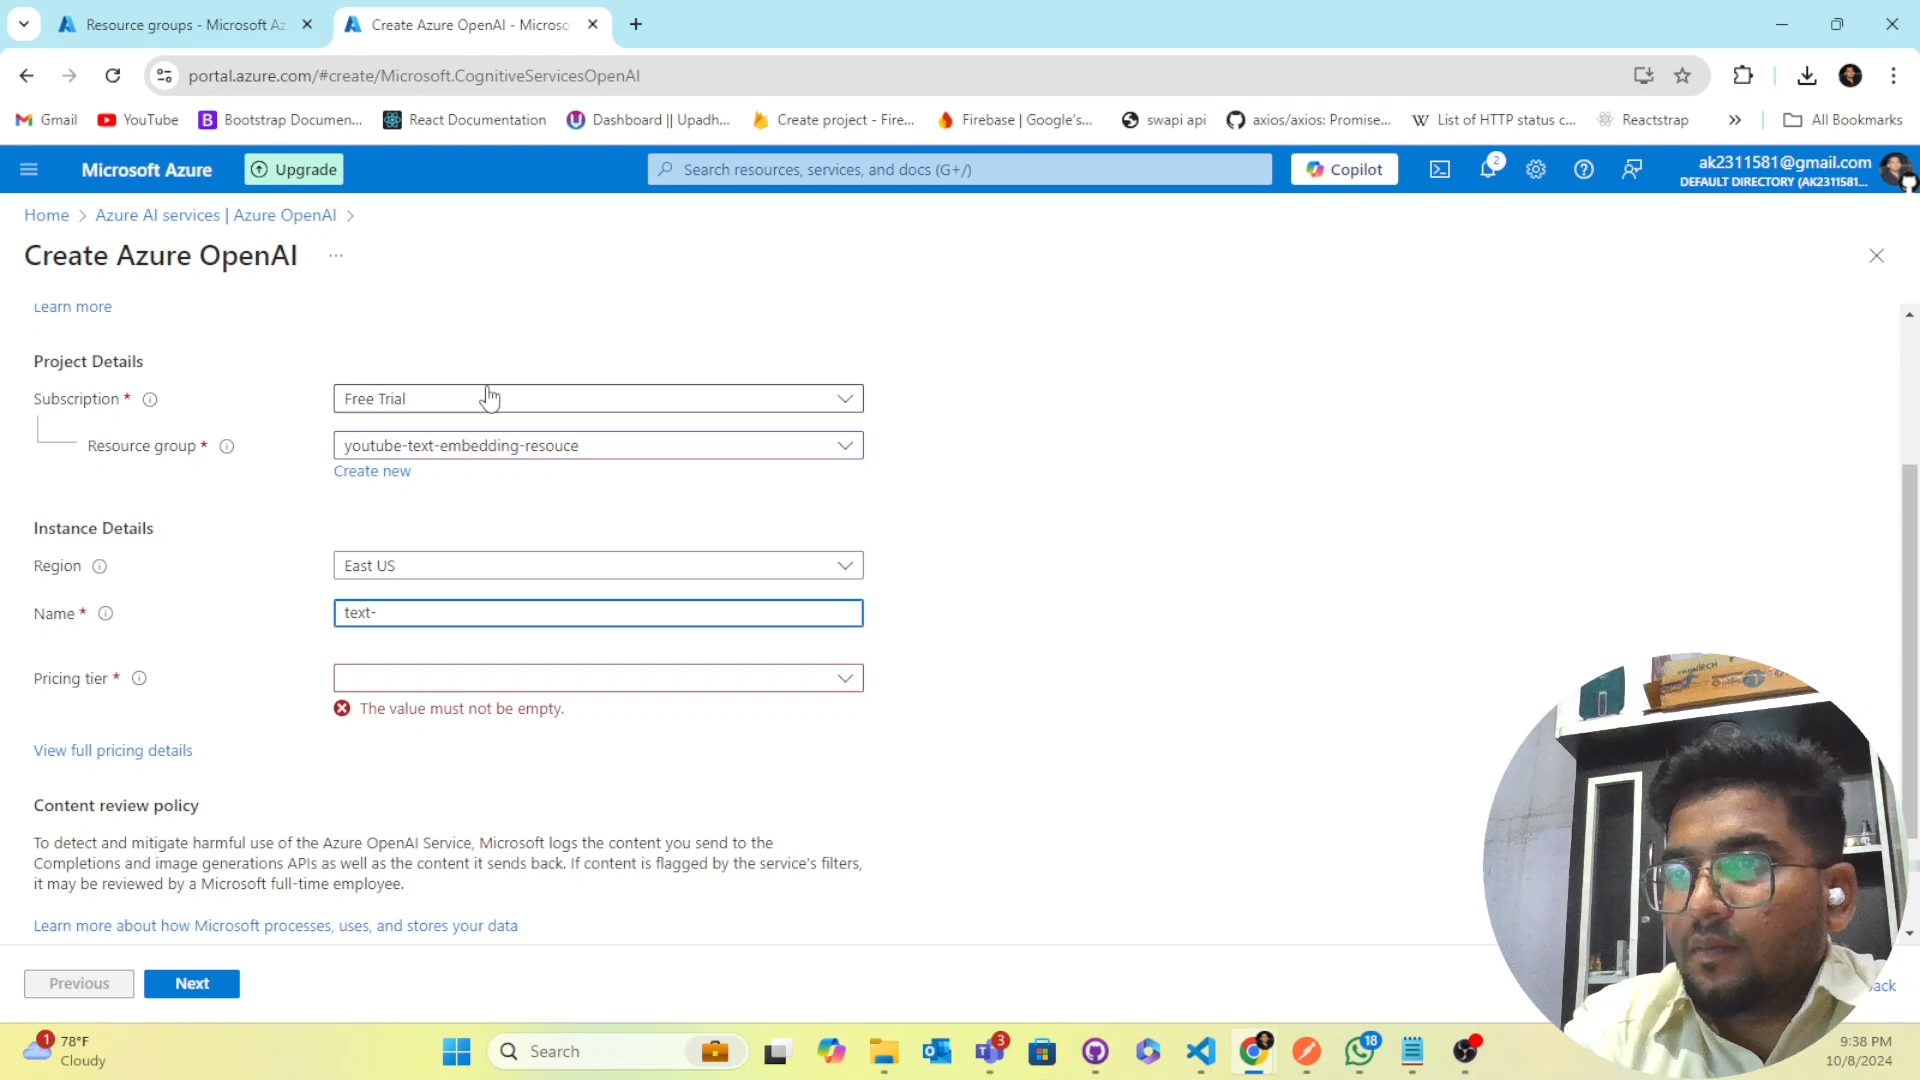 Resource groups - Microsoft Az
Create Azure OpenAI - Microso
portal.azure.com/#create/Microsoft.CognitiveServicesOpenAI
Gmail
YouTube
Bootstrap Documen...
React Documentation
Dashboard || Upadh...
Create project - Fire...
Firebase | Google's...
swapi api
axios/axios: Promise...
List of HTTP status c...
Reactstrap
All Bookmarks
Microsoft Azure
Upgrade
Search resources, services, and docs (G+/)
Copilot
2
ak2311581@gmail.com
DEFAULT DIRECTORY (AK2311581...
Home > Azure AI services | Azure OpenAI >
Create Azure OpenAI ...
Learn more
Project Details
Subscription *
Free Trial
Resource group *
youtube-text-embedding-resouce
Create new
Instance Details
Region
East US
Name *
text-
Pricing tier *
The value must not be empty.
View full pricing details
Content review policy
To detect and mitigate harmful use of the Azure OpenAI Service, Microsoft logs the content you send to the
Completions and image generations APIs as well as the content it sends back. If content is flagged by the service's filters,
it may be reviewed by a Microsoft full-time employee.
Learn more about how Microsoft processes, uses, and stores your data
Previous
Next
ack
1
78°F
Cloudy
Search
3
18
9:38 PM
10/8/2024